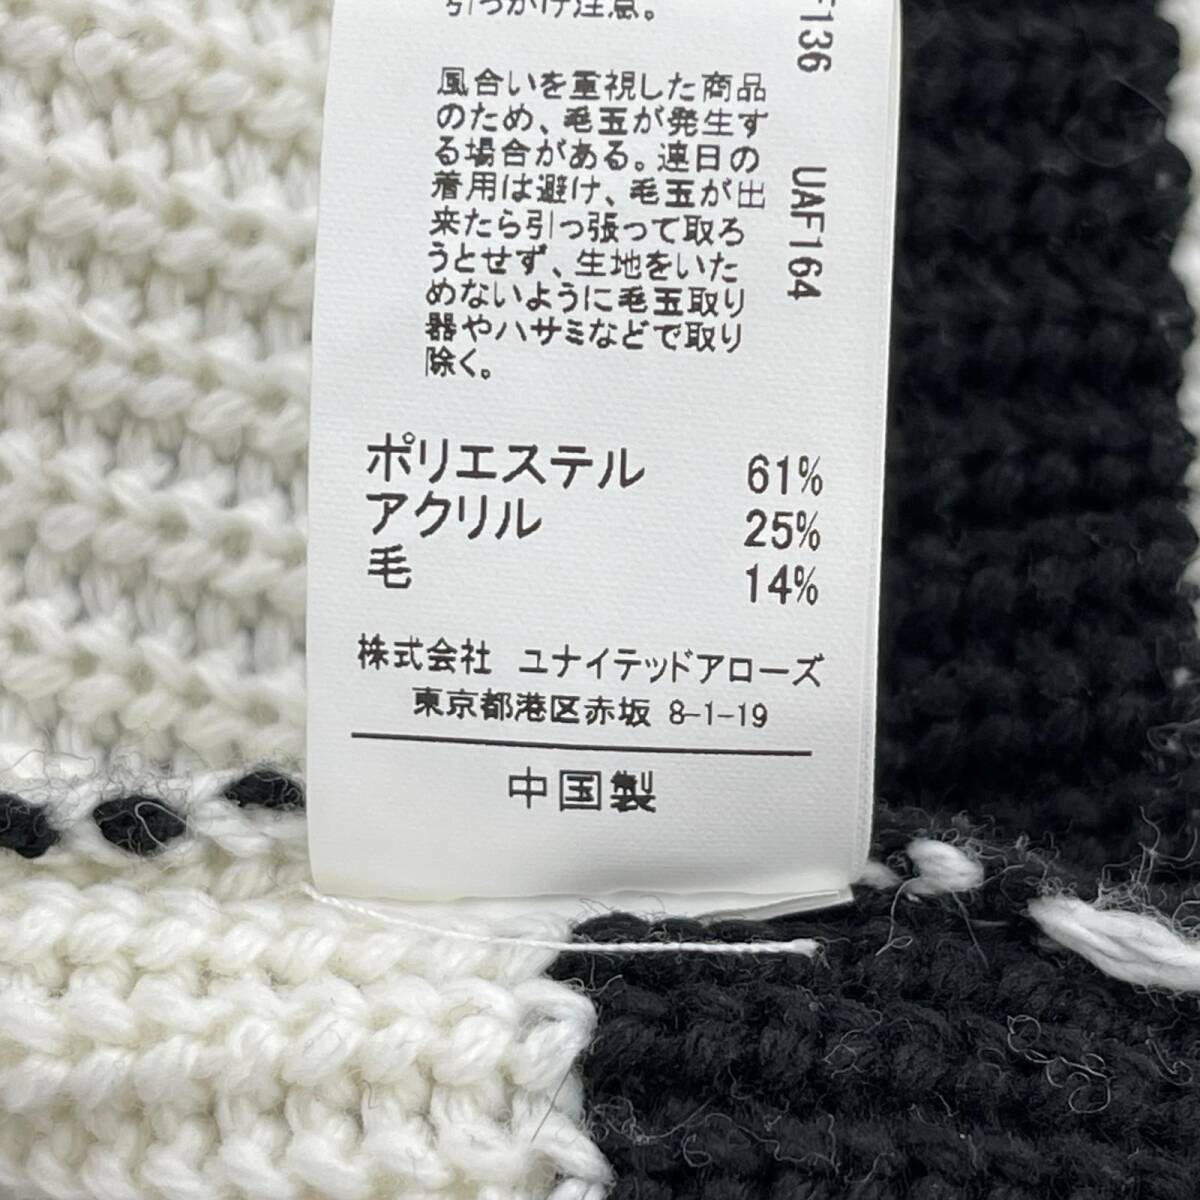 引っかけ注意。
風合いを重視した商品
のため、毛玉が発生す
る場合がある。連日の
着用は避け、毛玉が出
来たら引っ張って取ろ
うとせず、生地をいた
めないように毛玉取り
器やハサミなどで取り
除く。
F136 UAF164
ポリエステル 61%
アクリル 25%
毛 14%
株式会社 ユナイテッドアローズ
東京都港区赤坂 8-1-19
中国製